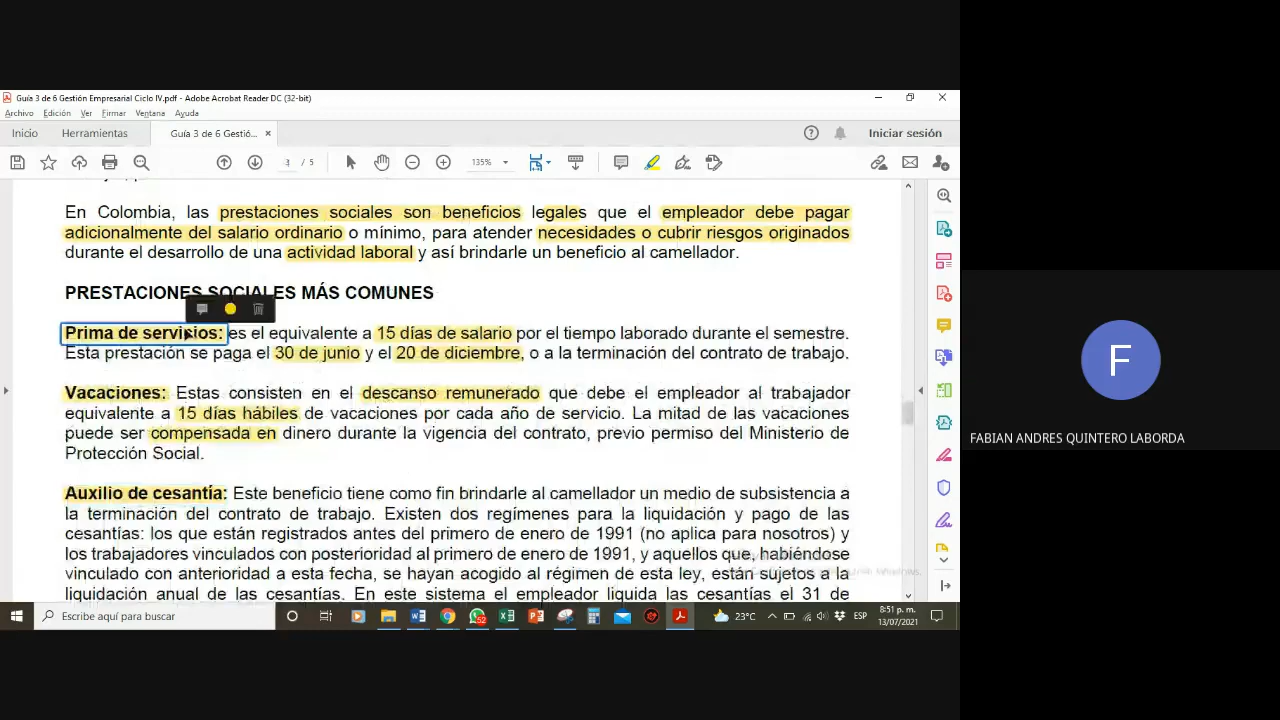 Guía 3 de 6 Gestión Empresarial Ciclo IV.pdf - Adobe Acrobat Reader DC (32-bit)
Archivo Edición Ver Firmar Ventana Ayuda
Inicio Herramientas Guía 3 de 6 Gestió... × Iniciar sesión
3 / 5 135%
En Colombia, las prestaciones sociales son beneficios legales que el empleador debe pagar
adicionalmente del salario ordinario o mínimo, para atender necesidades o cubrir riesgos originados
durante el desarrollo de una actividad laboral y así brindarle un beneficio al camellador.
PRESTACIONES SOCIALES MÁS COMUNES
Prima de servicios: es el equivalente a 15 días de salario por el tiempo laborado durante el semestre.
Esta prestación se paga el 30 de junio y el 20 de diciembre, o a la terminación del contrato de trabajo.
Vacaciones: Estas consisten en el descanso remunerado que debe el empleador al trabajador
equivalente a 15 días hábiles de vacaciones por cada año de servicio. La mitad de las vacaciones
puede ser compensada en dinero durante la vigencia del contrato, previo permiso del Ministerio de
Protección Social.
Auxilio de cesantía: Este beneficio tiene como fin brindarle al camellador un medio de subsistencia a
la terminación del contrato de trabajo. Existen dos regímenes para la liquidación y pago de las
cesantías: los que están registrados antes del primero de enero de 1991 (no aplica para nosotros) y
los trabajadores vinculados con posterioridad al primero de enero de 1991, y aquellos que, habiéndose
vinculado con anterioridad a esta fecha, se hayan acogido al régimen de esta ley, están sujetos a la
liquidación anual de las cesantías. En este sistema el empleador liquida las cesantías el 31 de
Escribe aquí para buscar
52
23°C
ESP
8:51 p. m.
13/07/2021
F
FABIAN ANDRES QUINTERO LABORDA